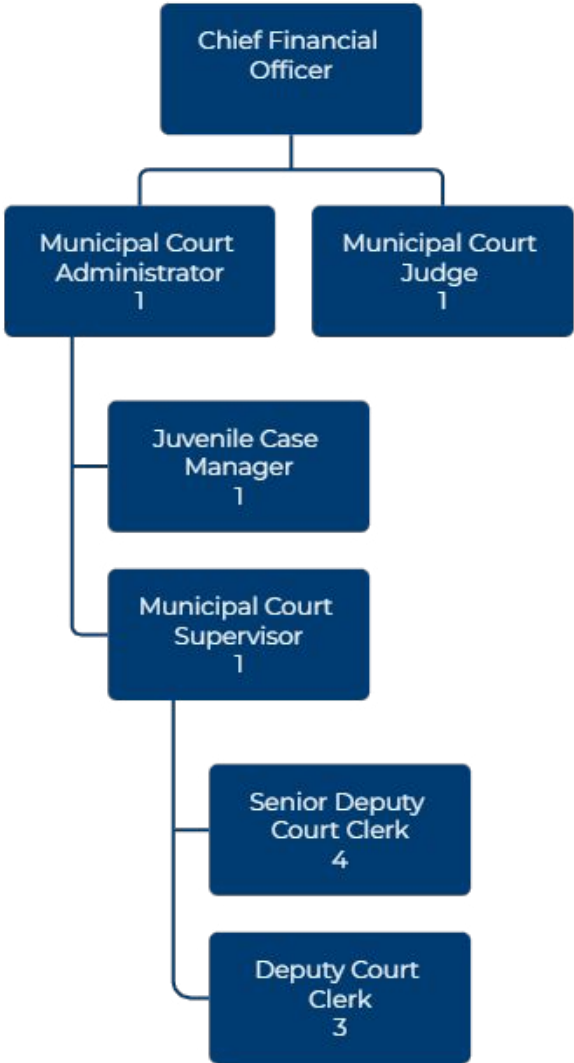 Chief Financial
Officer
Municipal Court
Administrator
1
Municipal Court
Judge
1
Juvenile Case
Manager
1
Municipal Court
Supervisor
1
Senior Deputy
Court Clerk
4
Deputy Court
Clerk
3